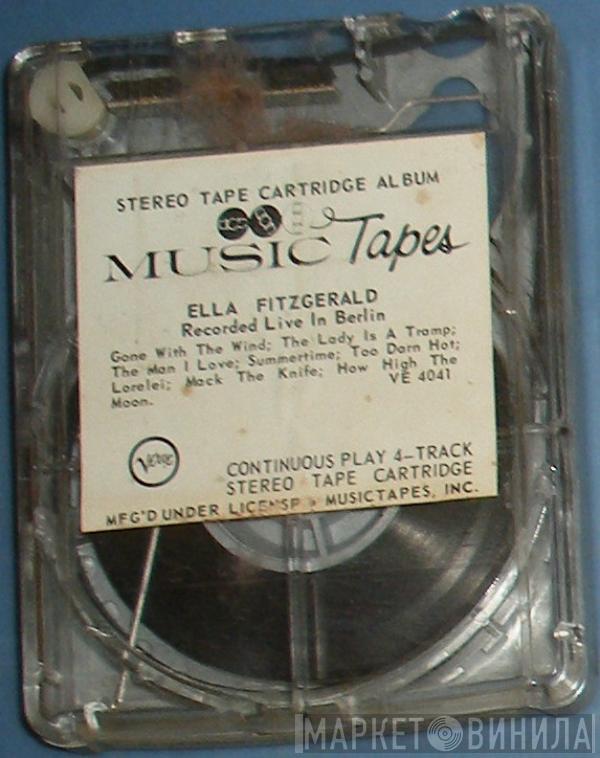 STEREO TAPE CARTRIDGE ALBUM
MUSIC Tapes
ELLA FITZGERALD
Recorded Live In Berlin
Gone With The Wind; The Lady Is A Tramp;
The Man I Love; Summertime; Too Darn Hot;
Lorelei; Mack The Knife; How High The
Moon. VE 4041
Verve
CONTINUOUS PLAY 4-TRACK
STEREO TAPE CARTRIDGE
MFG'D UNDER LICENSE MUSICTAPES, INC.
МАРКЕТ ВИНИЛА